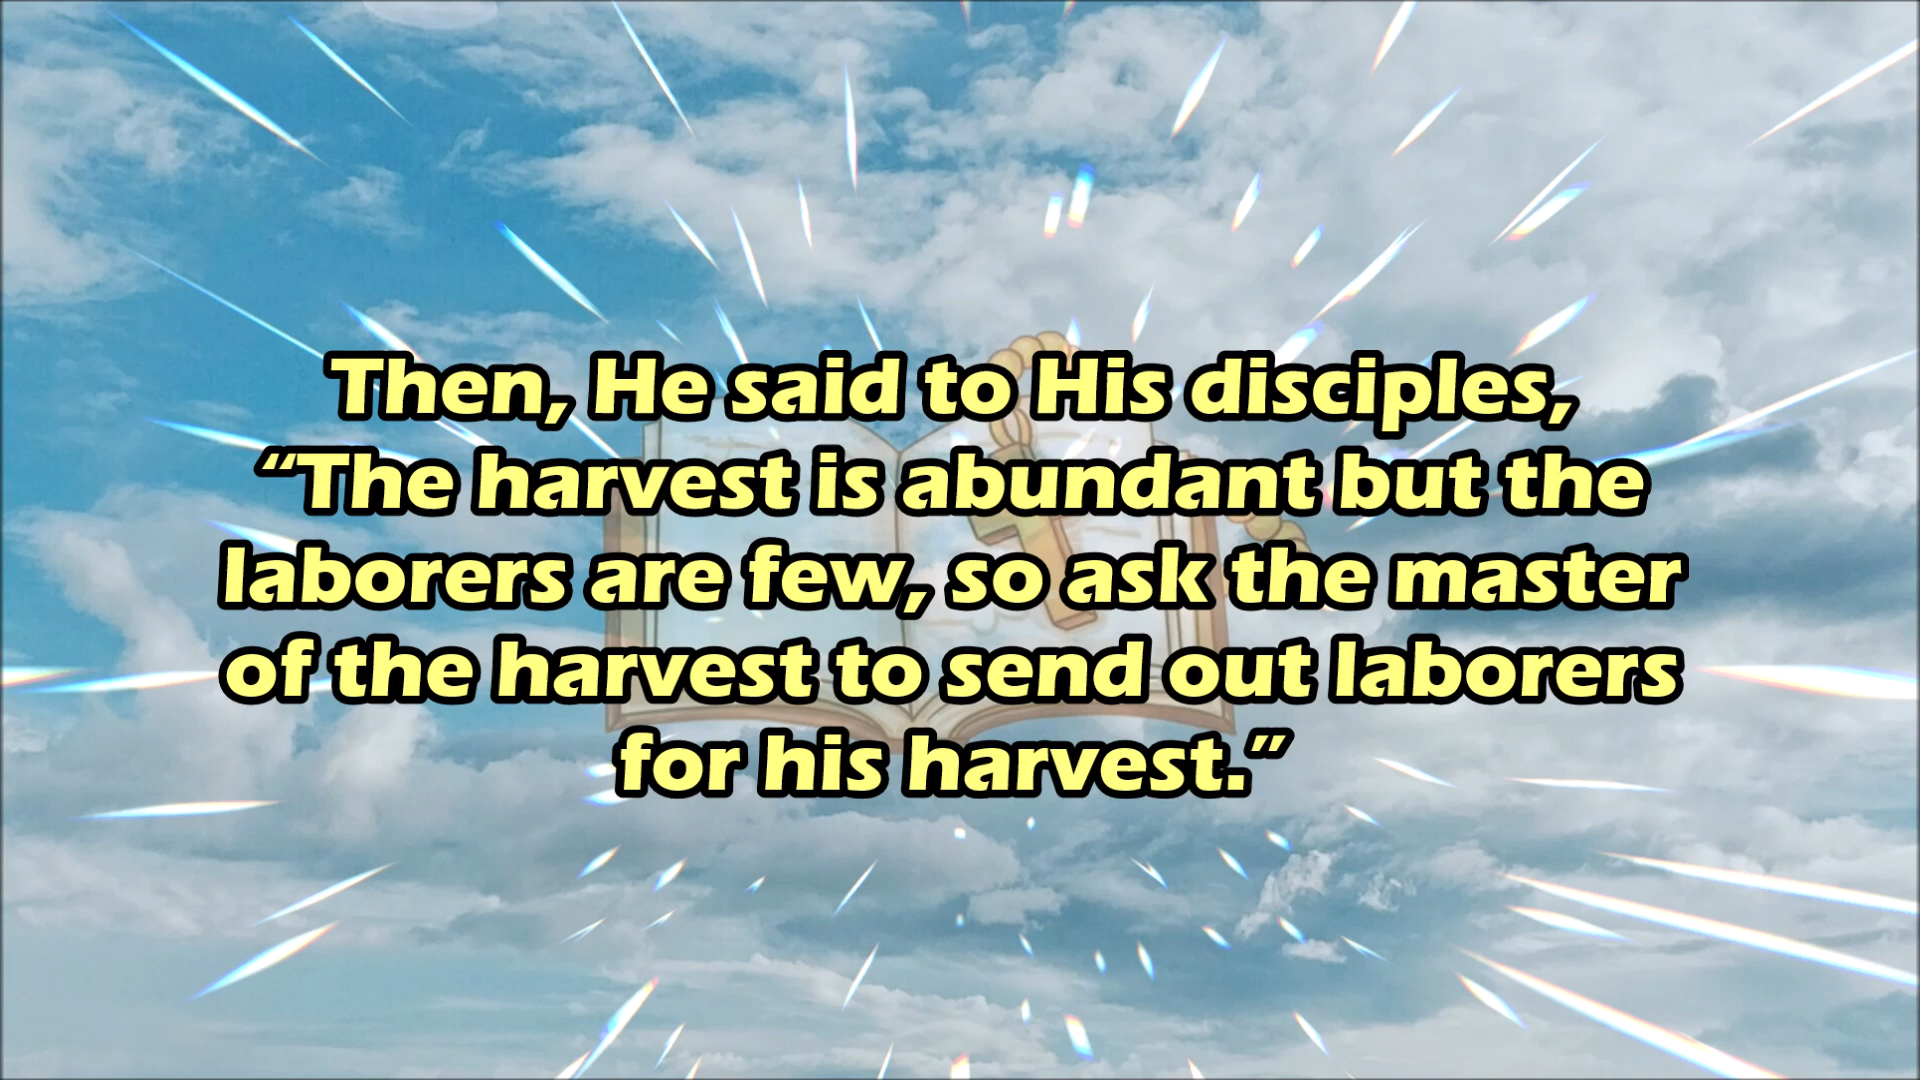 Then, He said to His disciples,
“The harvest is abundant but the
laborers are few, so ask the master
of the harvest to send out laborers
for his harvest.”